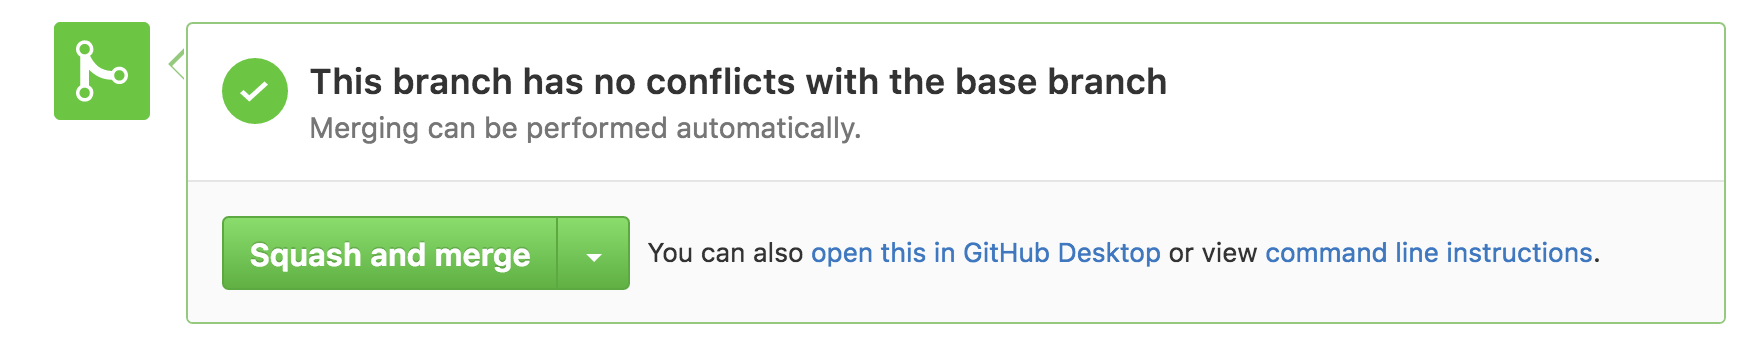 This branch has no conflicts with the base branch
Merging can be performed automatically.
Squash and merge
You can also open this in GitHub Desktop or view command line instructions.